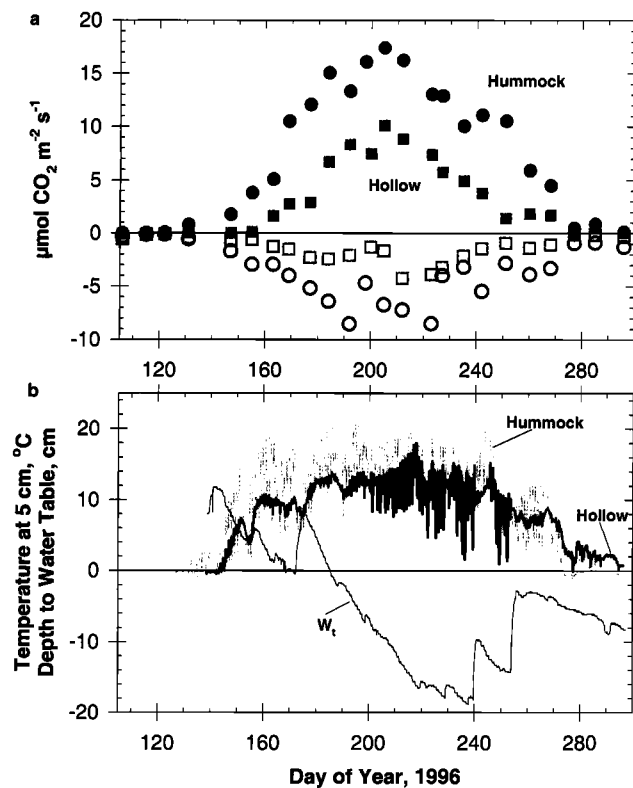 a
20
15
10
5
0
-5
-10
µmol CO2 m-2 s-1
Hummock
Hollow
120 160 200 240 280
b
20
10
0
-10
-20
Temperature at 5 cm, °C
Depth to Water Table, cm
Hummock
Hollow
Wt
120 160 200 240 280
Day of Year, 1996